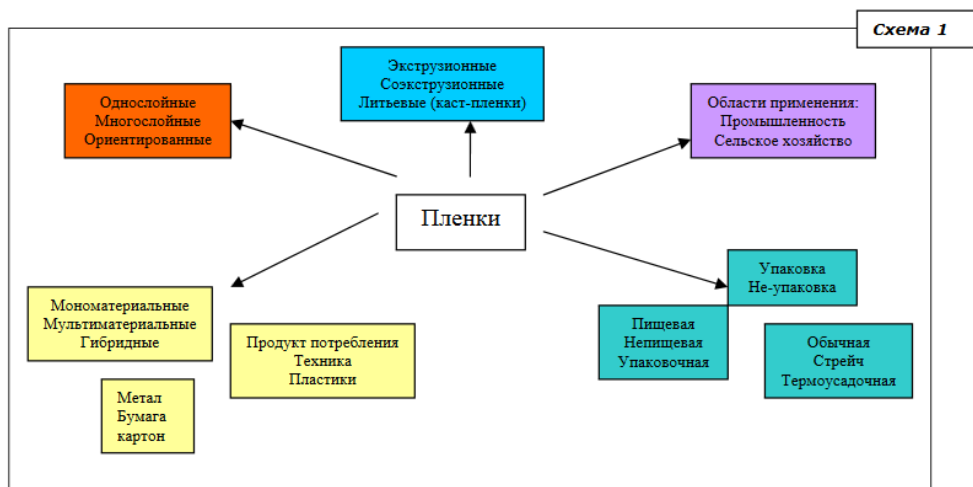 Схема 1
Экструзионные
Соэкструзионные
Литьевые (каст-пленки)
Однослойные
Многослойные
Ориентированные
Области применения:
Промышленность
Сельское хозяйство
Пленки
Упаковка
Не-упаковка
Мономатериальные
Мультиматериальные
Гибридные
Пищевая
Непищевая
Упаковочная
Продукт потребления
Техника
Пластики
Обычная
Стрейч
Термоусадочная
Метал
Бумага
картон